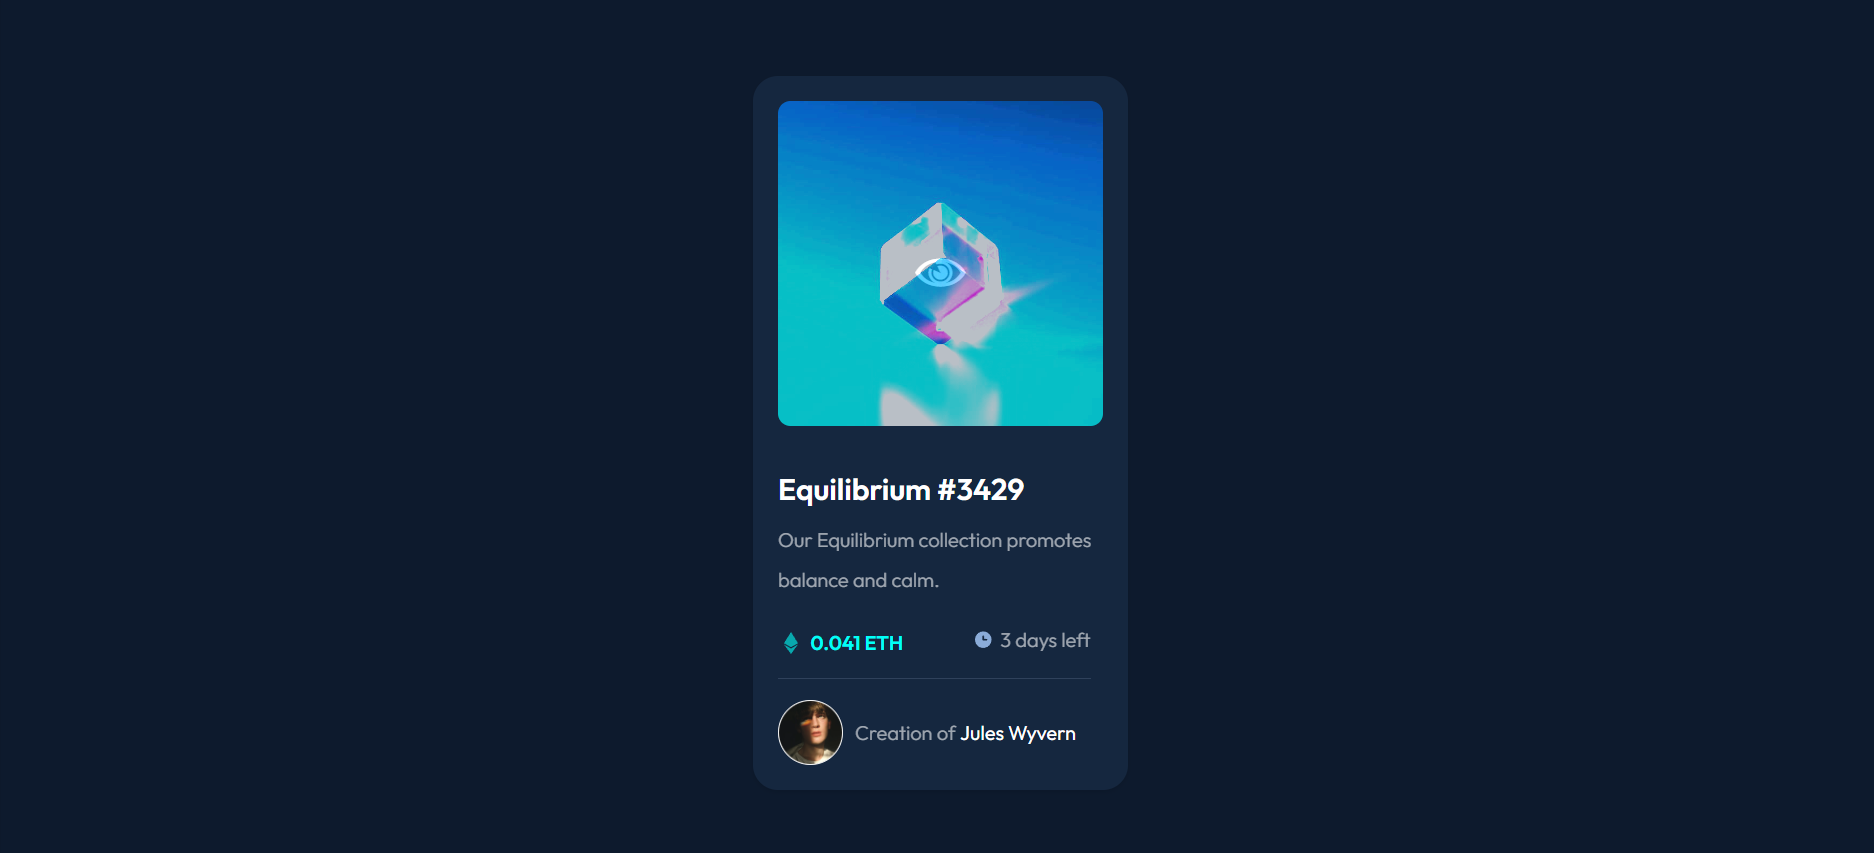 Equilibrium #3429
Our Equilibrium collection promotes
balance and calm.
0.041 ETH
3 days left
Creation of Jules Wyvern